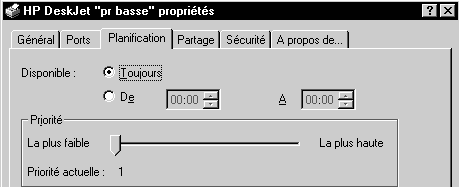 HP DeskJet "pr basse" propriétés
Général Ports Planification Partage Sécurité A propos de...
Disponible : Toujours
De 00:00 A 00:00
Priorité
La plus faible La plus haute
Priorité actuelle : 1